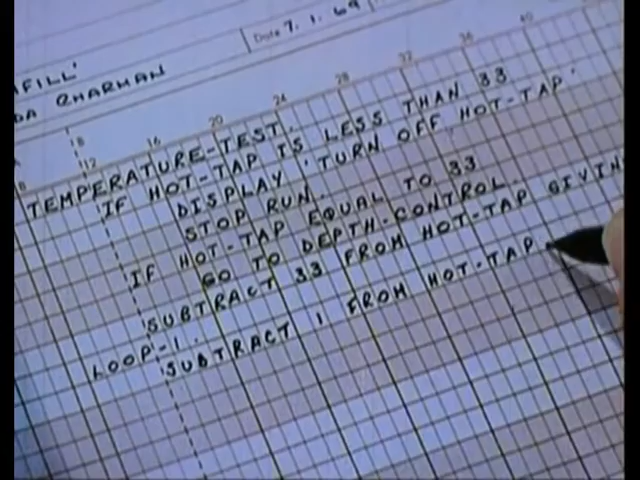 Date 7.1.69
AFILL'
DA QHARMAN
8 12 16 20 24 28 32 36 40
TEMPERATURE-TEST.
IF HOT-TAP IS LESS THAN 33
DISPLAY 'TURN OFF HOT-TAP'
STOP RUN.
IF HOT-TAP EQUAL TO 33
GO TO DEPTH-CONTROL.
SUBTRACT 33 FROM HOT-TAP GIVIN
LOOP-1.
SUBTRACT 1 FROM HOT-TAP.